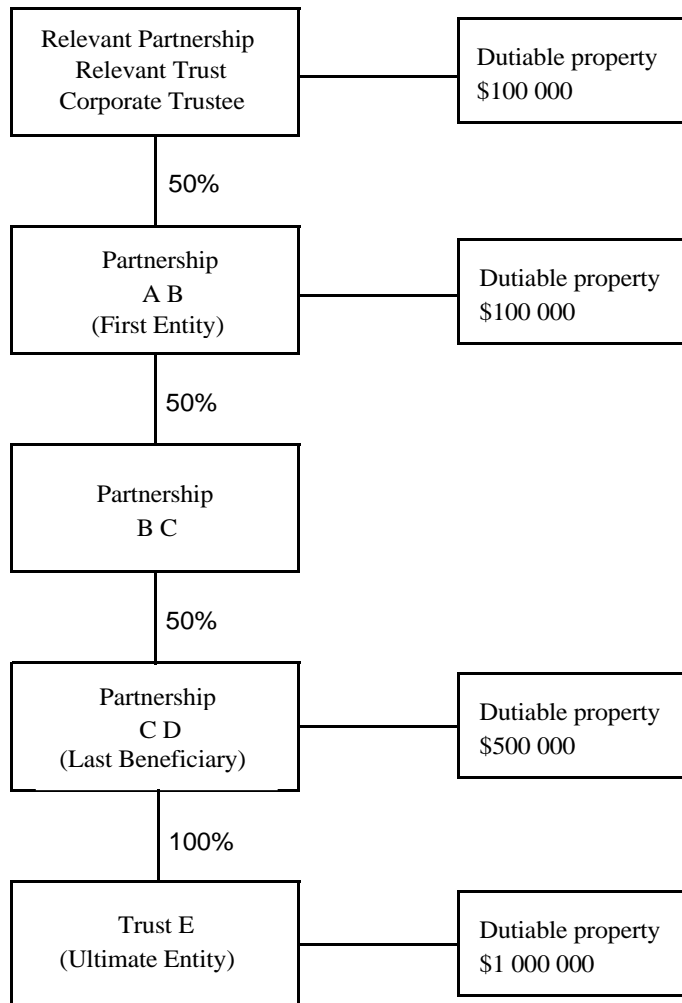 Relevant Partnership
Relevant Trust
Corporate Trustee
Dutiable property
$100 000
50%
Partnership
A B
(First Entity)
Dutiable property
$100 000
50%
Partnership
B C
50%
Partnership
C D
(Last Beneficiary)
Dutiable property
$500 000
100%
Trust E
(Ultimate Entity)
Dutiable property
$1 000 000